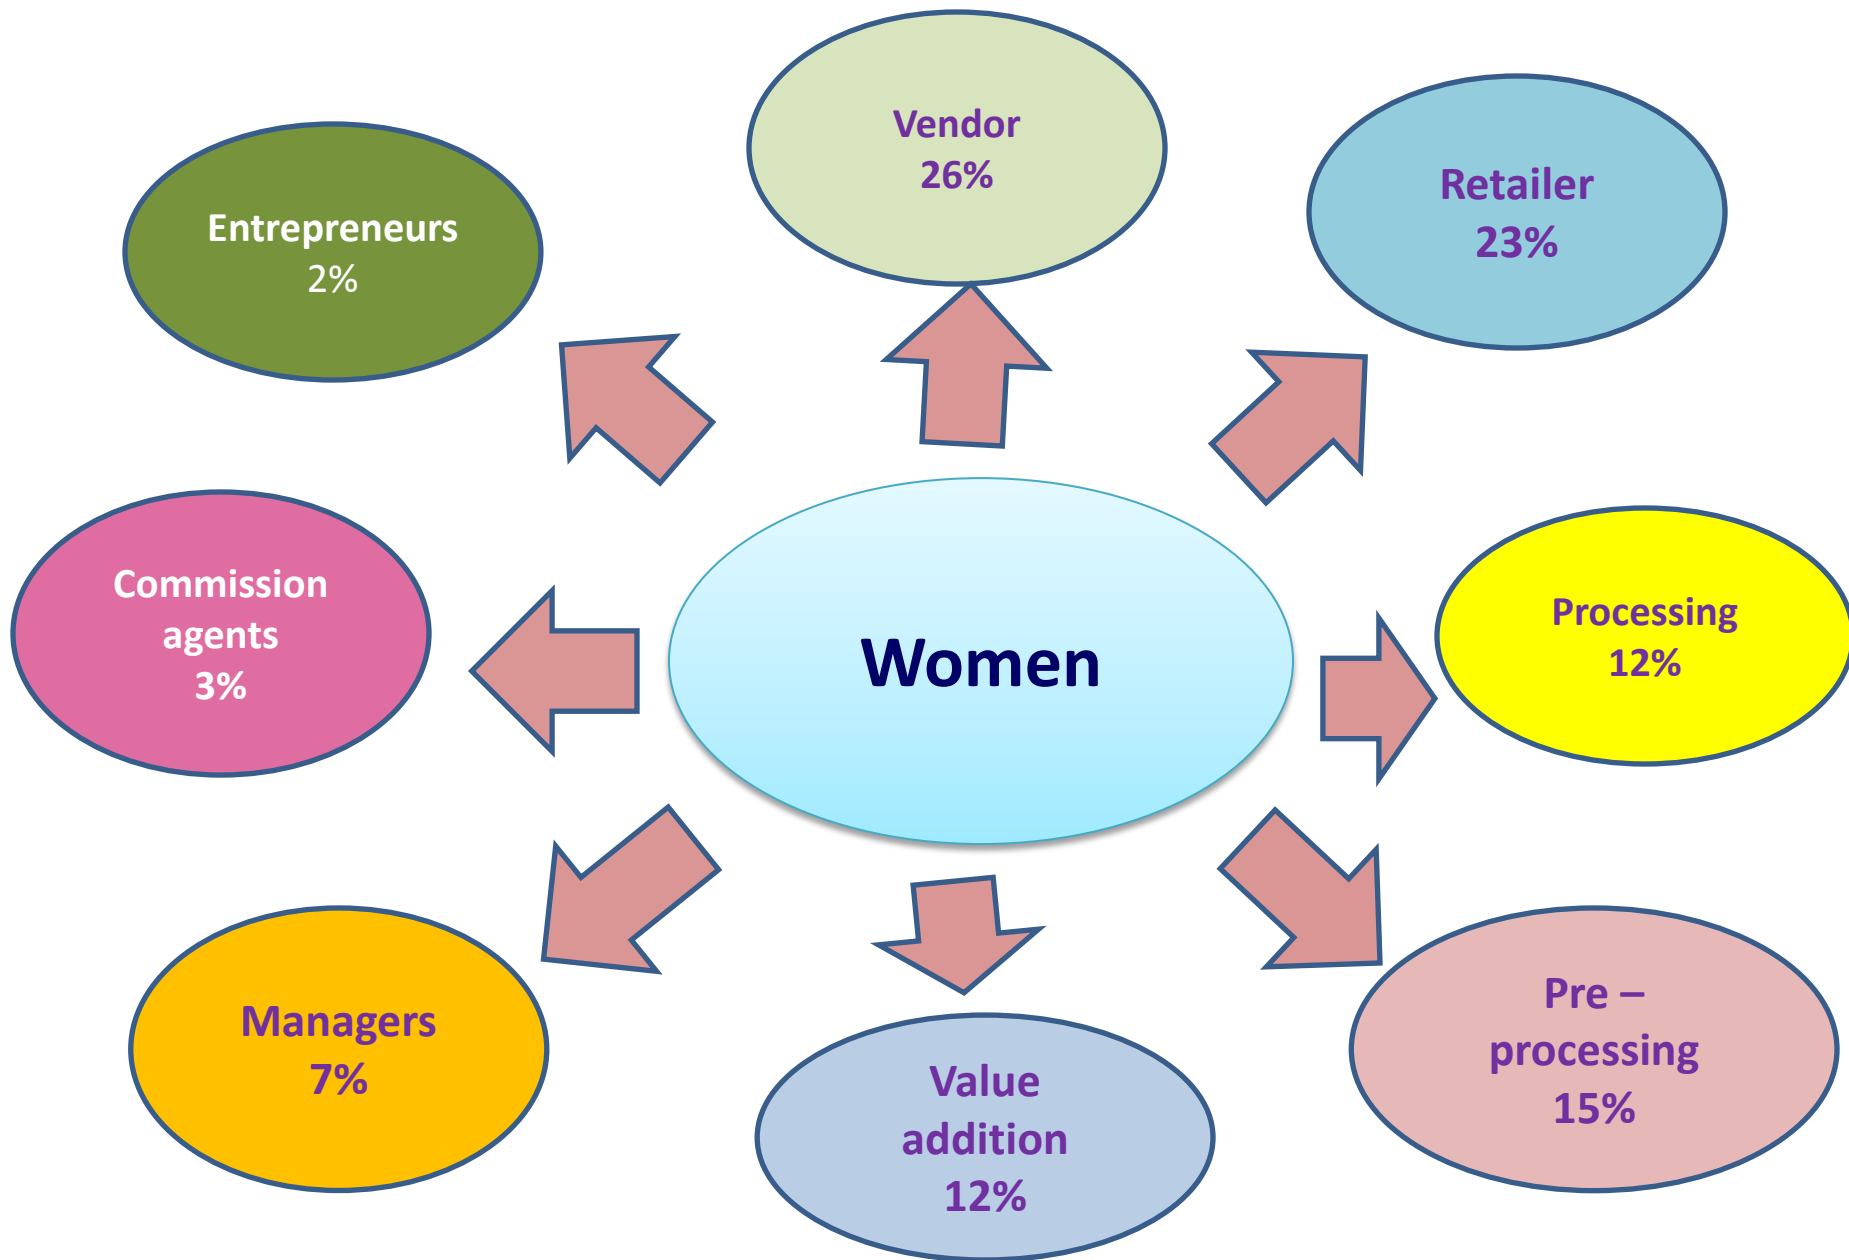 Vendor
26%
Retailer
23%
Entrepreneurs
2%
Commission
agents
3%
Women
Processing
12%
Managers
7%
Value
addition
12%
Pre –
processing
15%